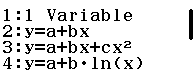 1:1 Variable
2:y=a+bx
3:y=a+bx+cx²
4:y=a+b·ln(x)